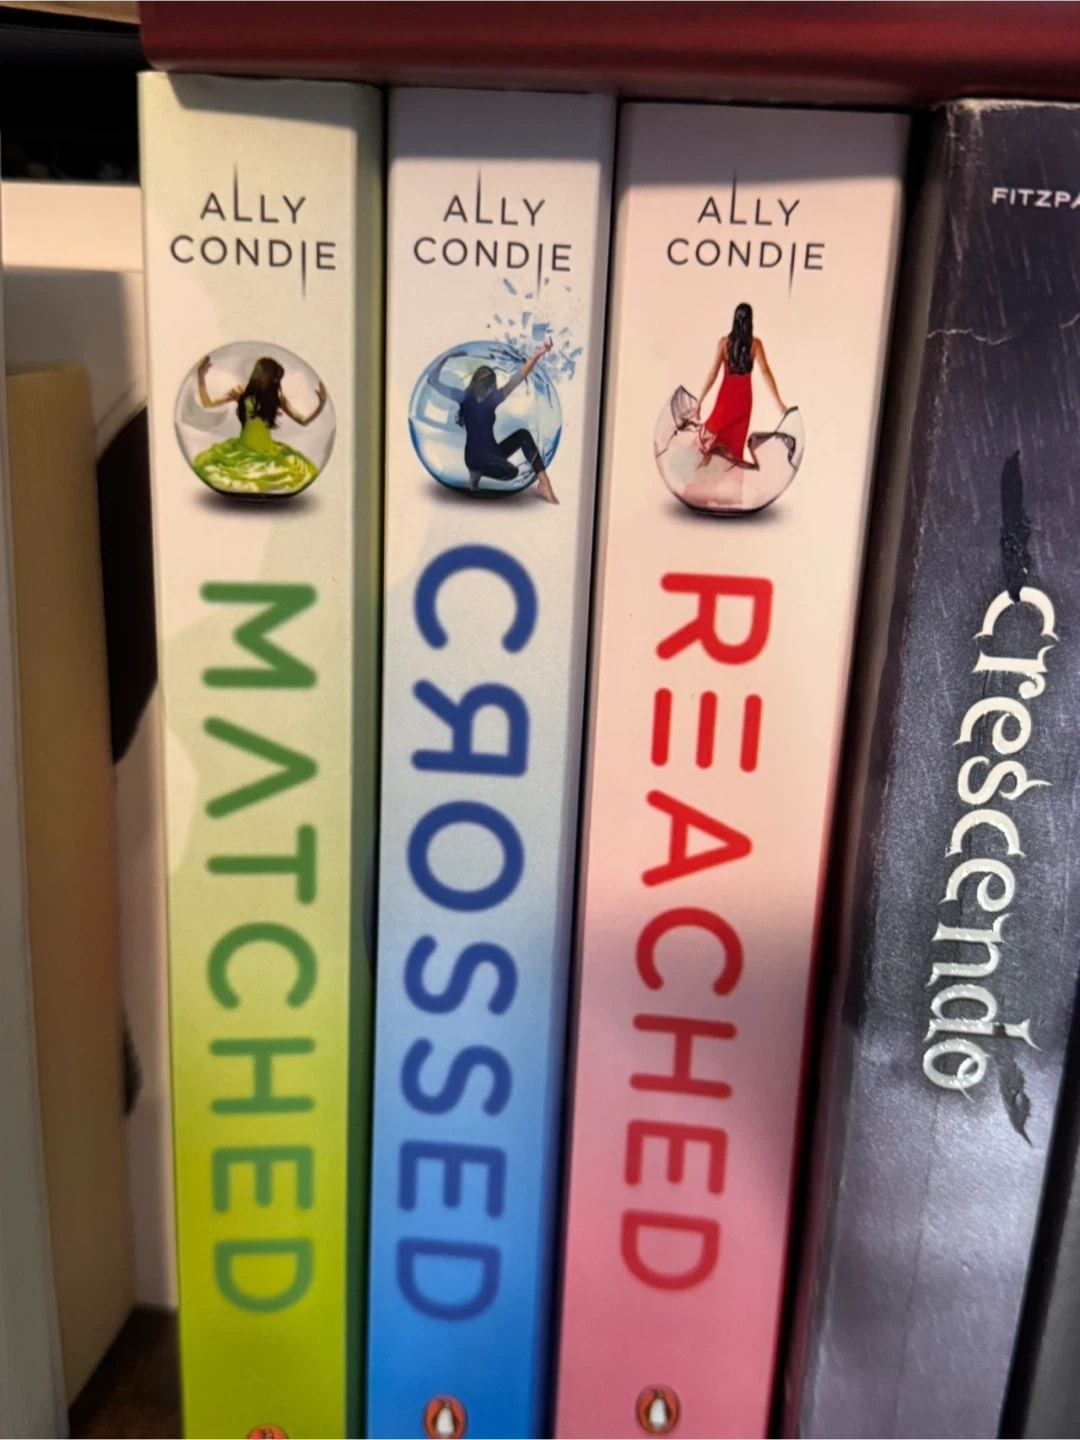 ALLY
CONDIE
MATCHED
ALLY
CONDIE
CROSSED
ALLY
CONDIE
REACHED
FITZPA
crescendo